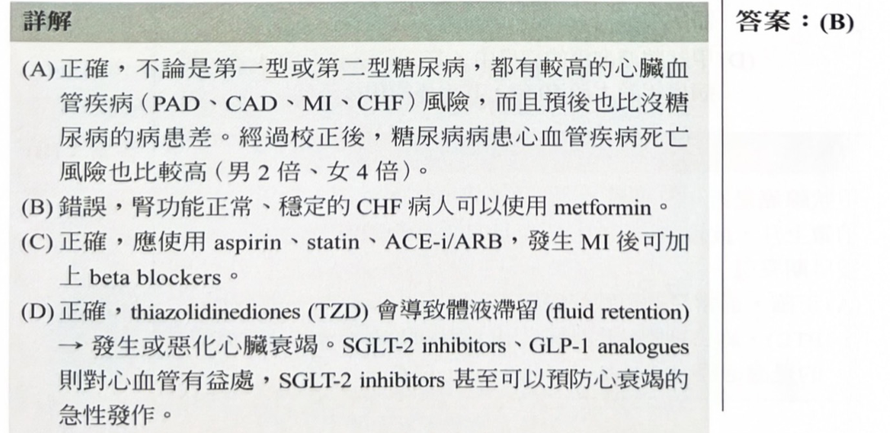 詳解
答案：(B)
(A) 正確，不論是第一型或第二型糖尿病，都有較高的心臟血
管疾病（PAD、CAD、MI、CHF）風險，而且預後也比沒糖
尿病的病患差。經過校正後，糖尿病病患心血管疾病死亡
風險也比較高（男 2 倍、女 4 倍）。
(B) 錯誤，腎功能正常、穩定的 CHF 病人可以使用 metformin。
(C) 正確，應使用 aspirin、statin、ACE-i/ARB，發生 MI 後可加
上 beta blockers。
(D) 正確，thiazolidinediones (TZD) 會導致體液滯留 (fluid retention)
→ 發生或惡化心臟衰竭。SGLT-2 inhibitors、GLP-1 analogues
則對心血管有益處，SGLT-2 inhibitors 甚至可以預防心衰竭的
急性發作。